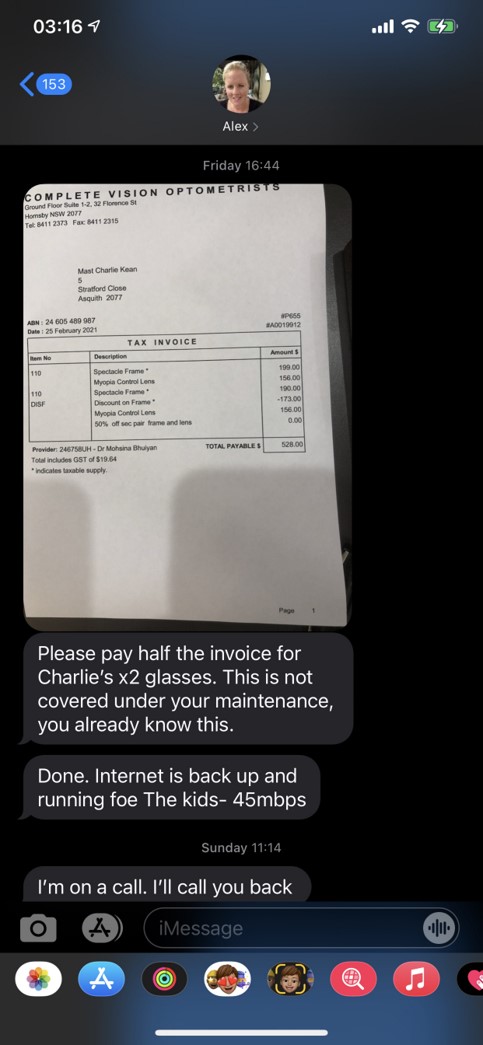 03:16
153
Alex >
Friday 16:44
COMPLETE VISION OPTOMETRISTS
Ground Floor Suite 1-2, 32 Florence St
Hornsby NSW 2077
Tel: 8411 2373 Fax: 8411 2315
Mast Charlie Kean
5
Stratford Close
Asquith 2077
ABN : 24 605 489 987
#P655
Date : 25 February 2021
#A0019912
TAX INVOICE
Item No Description Amount $
110 Spectacle Frame * 199.00
Myopia Control Lens 156.00
110 Spectacle Frame * 190.00
DISF Discount on Frame * -173.00
Myopia Control Lens 156.00
50% off sec pair frame and lens 0.00
Provider: 246758UH - Dr Mohsina Bhuiyan TOTAL PAYABLE $ 528.00
Total includes GST of $19.64
* indicates taxable supply.
Page 1
Please pay half the invoice for
Charlie's x2 glasses. This is not
covered under your maintenance,
you already know this.
Done. Internet is back up and
running foe The kids- 45mbps
Sunday 11:14
I'm on a call. I'll call you back
iMessage